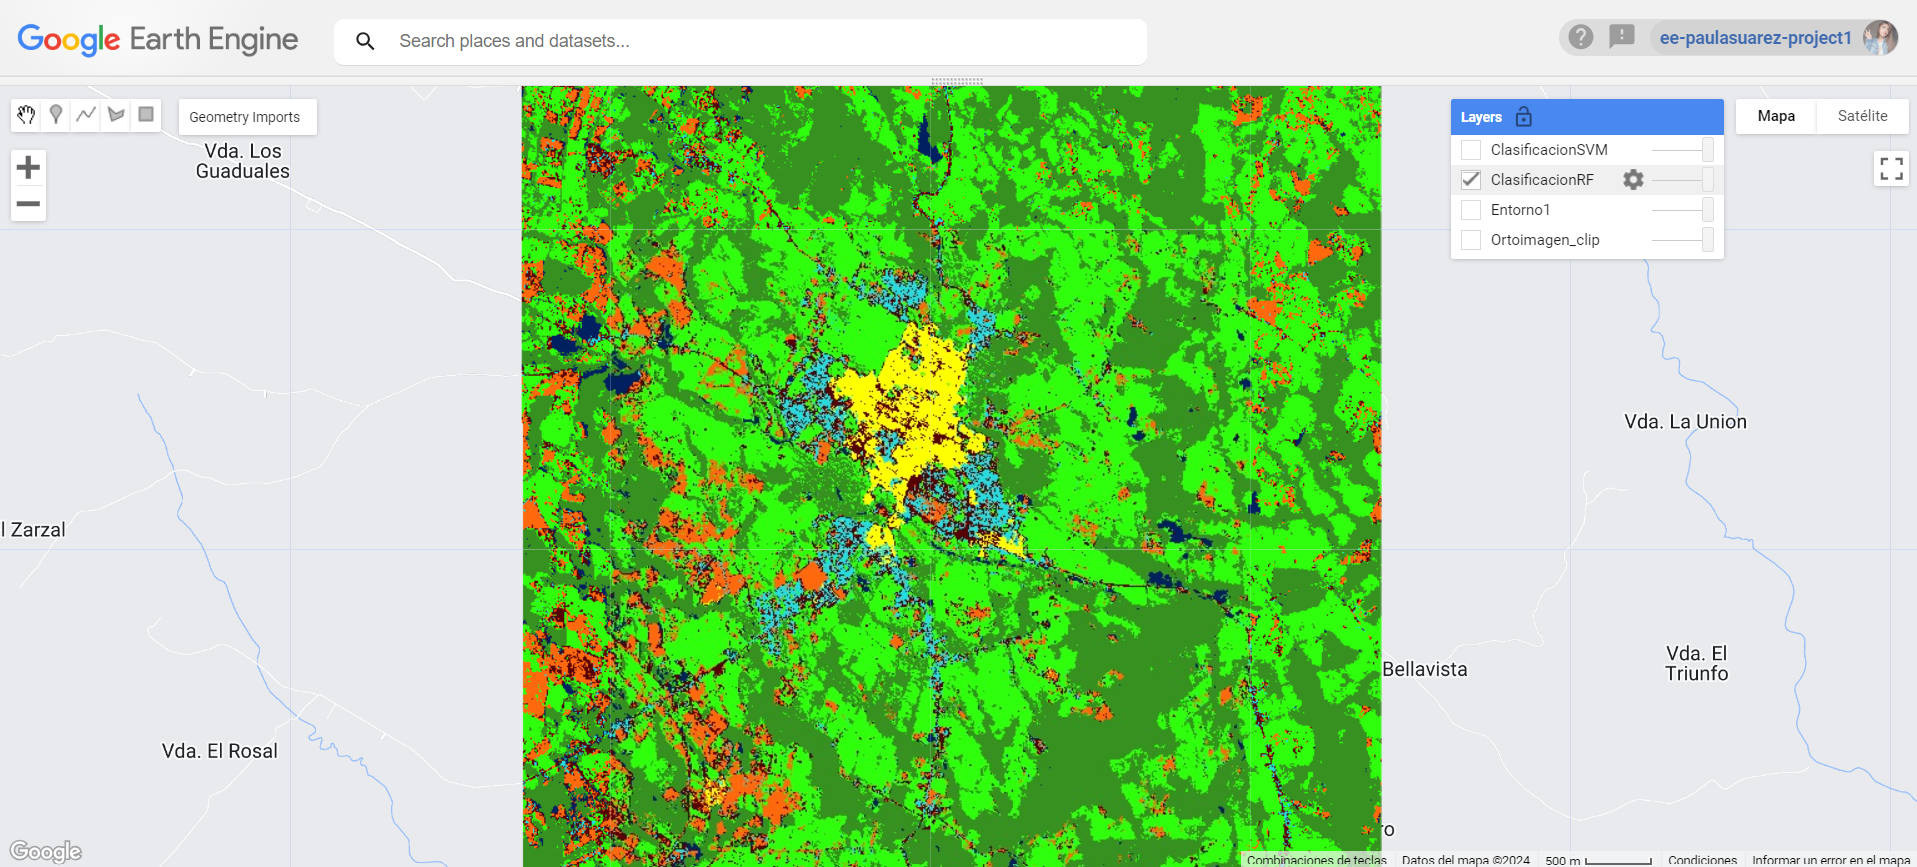 Google Earth Engine
Search places and datasets...
ee-paulasuarez-project1
Geometry Imports
Layers
Mapa
Satélite
ClasificacionSVM
ClasificacionRF
Entorno1
Ortoimagen_clip
Vda. Los
Guaduales
Vda. La Union
l Zarzal
Bellavista
Vda. El
Triunfo
Vda. El Rosal
ro
Google
Combinaciones de teclas
Datos del mapa ©2024
500 m
Condiciones
Informar un error en el mapa